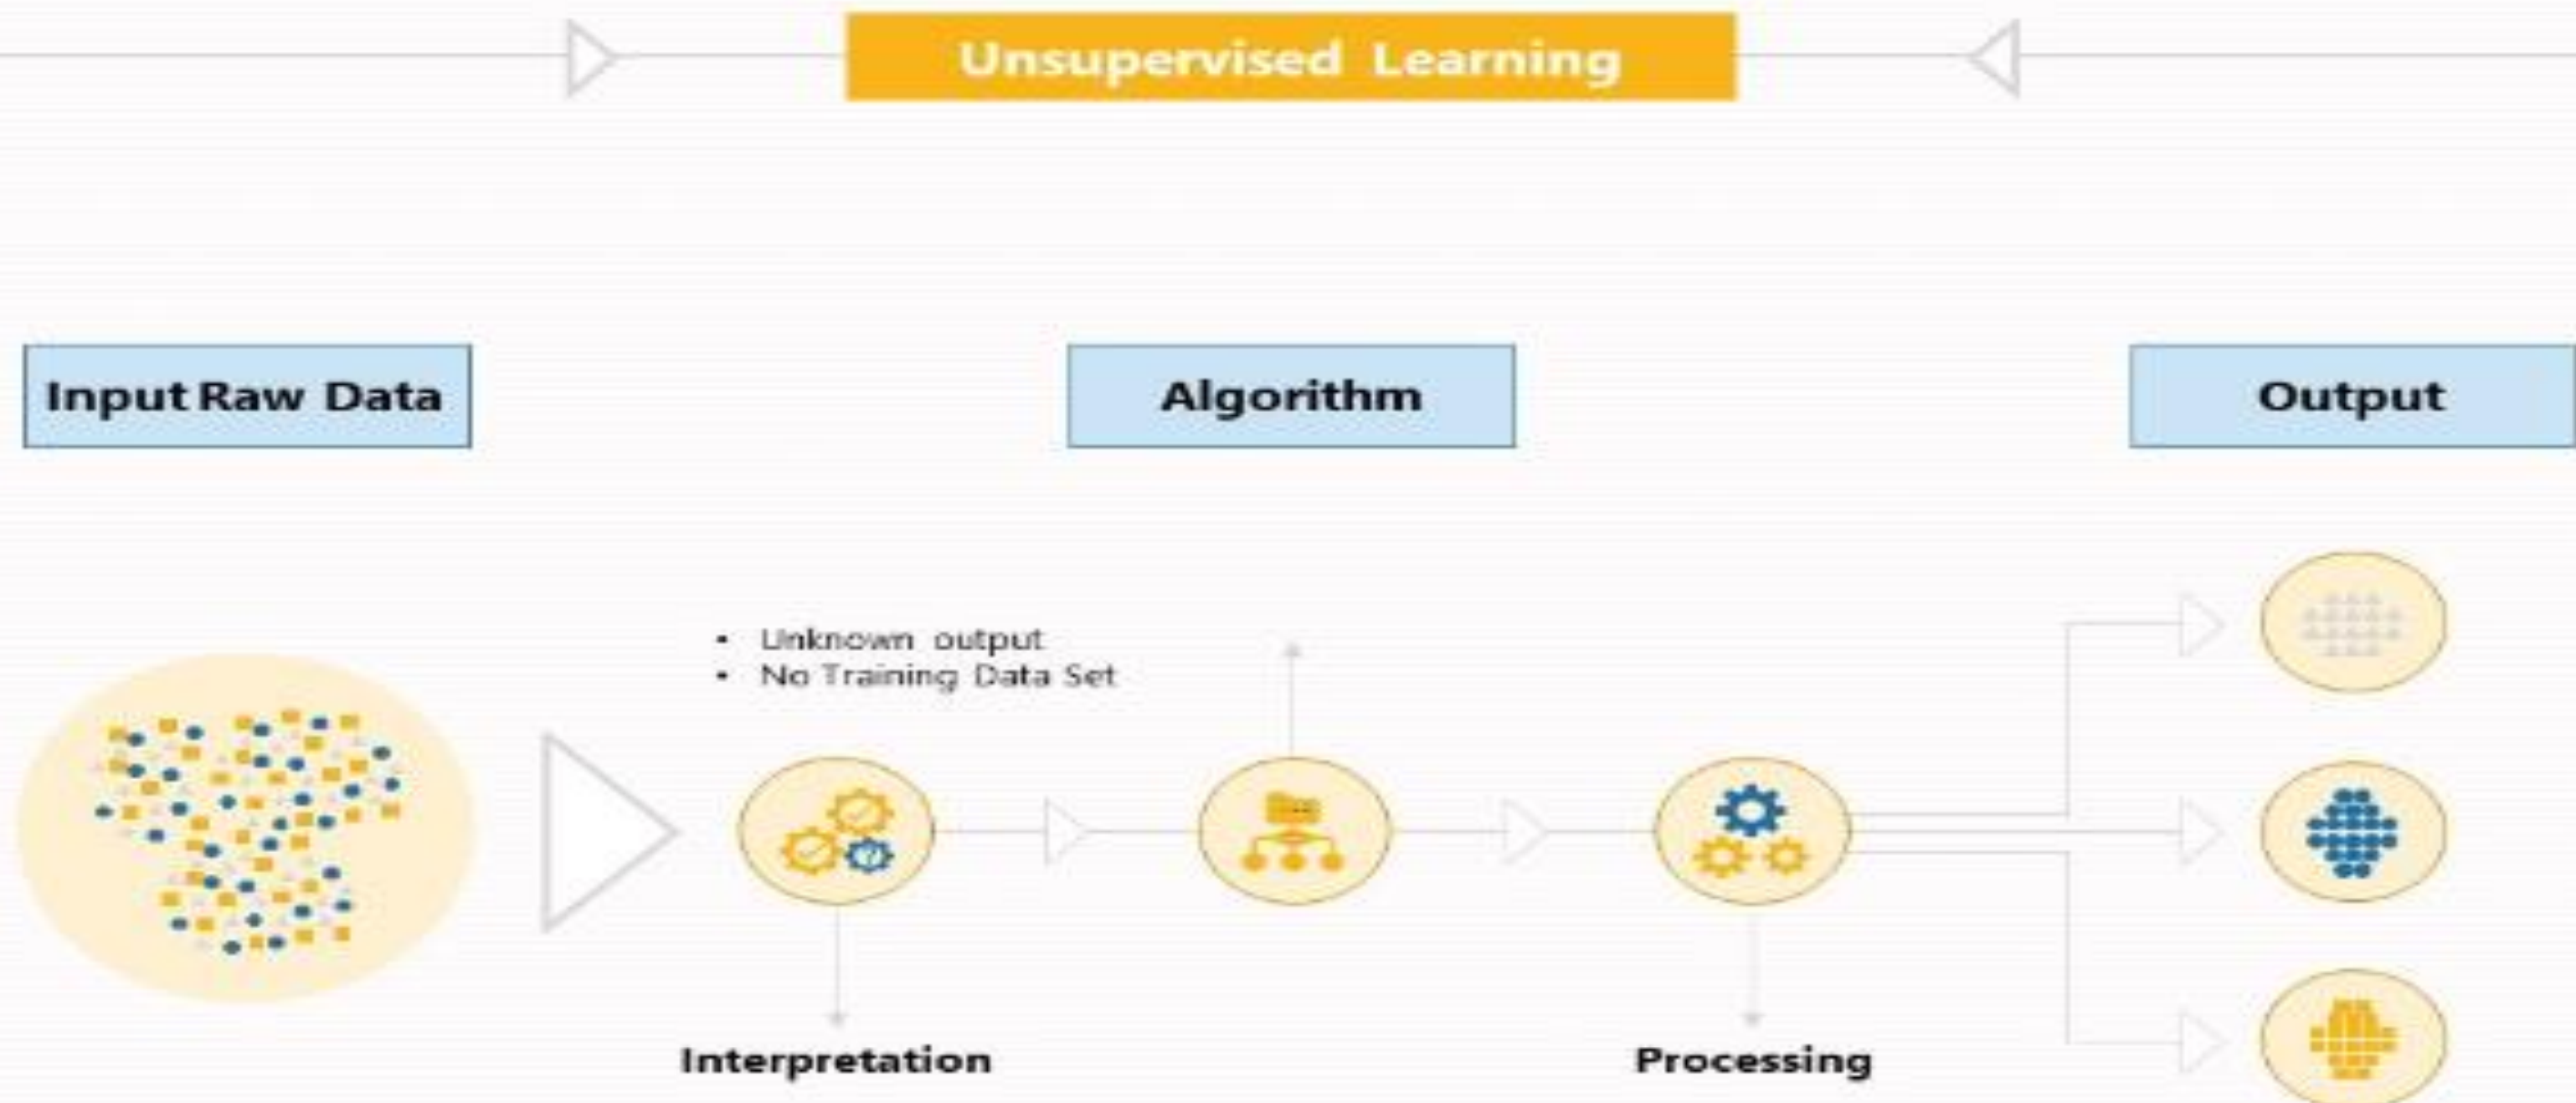 Unsupervised Learning
Input Raw Data
Algorithm
Output
• Unknown output
• No Training Data Set
Interpretation
Processing